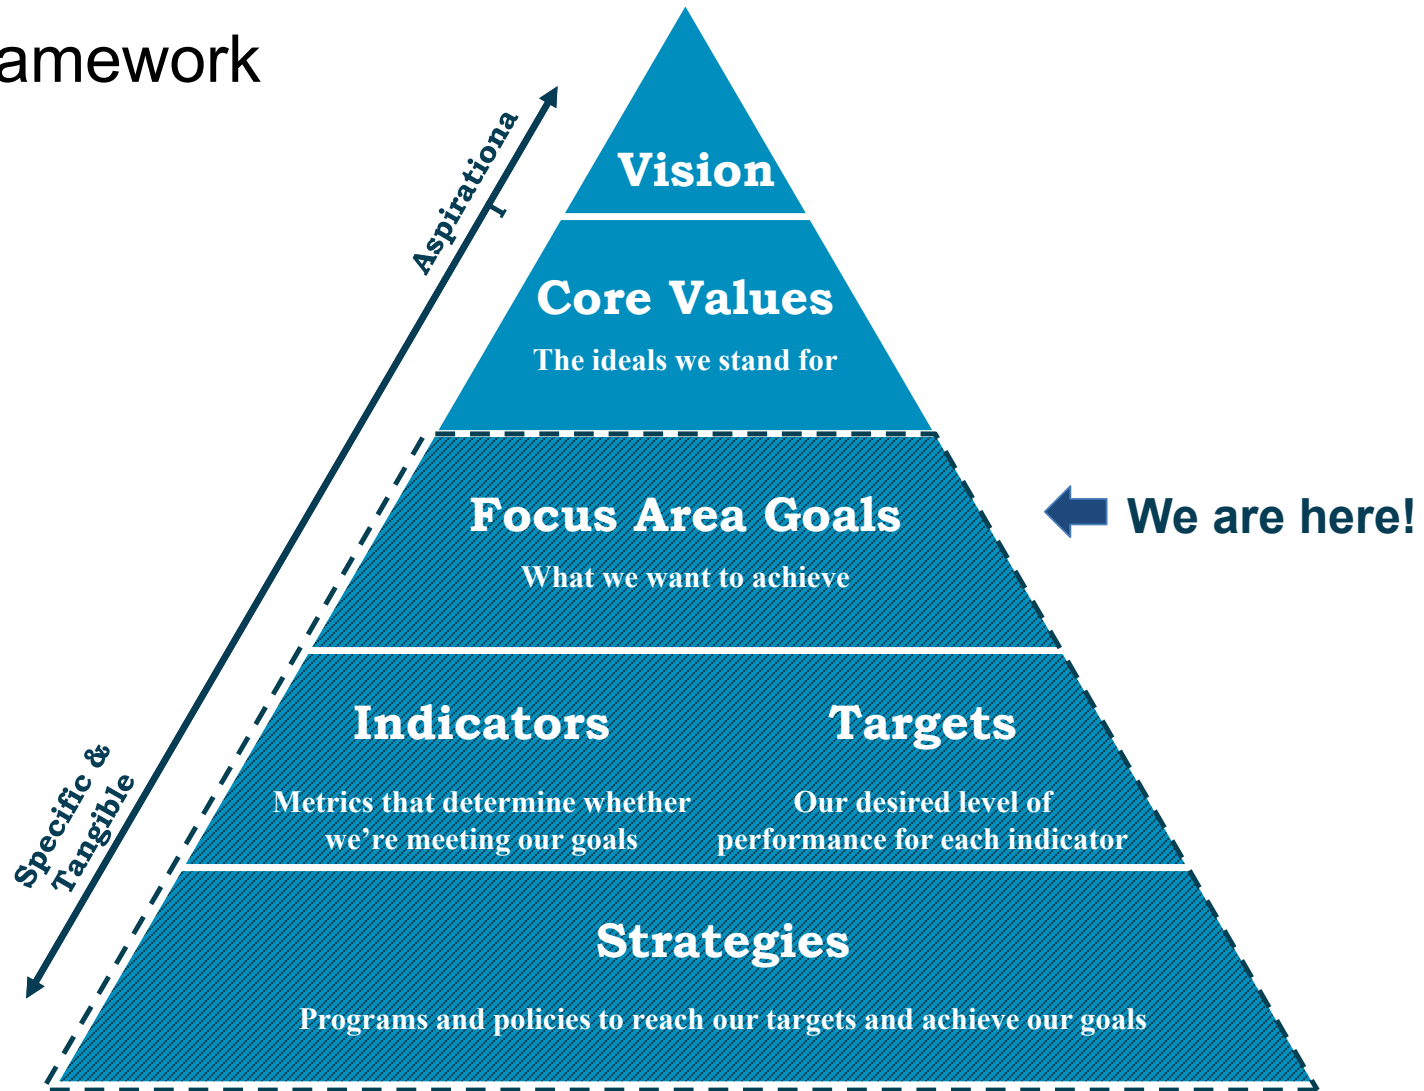 amework
Aspirational
Vision
Core Values
The ideals we stand for
Focus Area Goals
What we want to achieve
We are here!
Indicators
Metrics that determine whether
we're meeting our goals
Targets
Our desired level of
performance for each indicator
Specific &
Tangible
Strategies
Programs and policies to reach our targets and achieve our goals